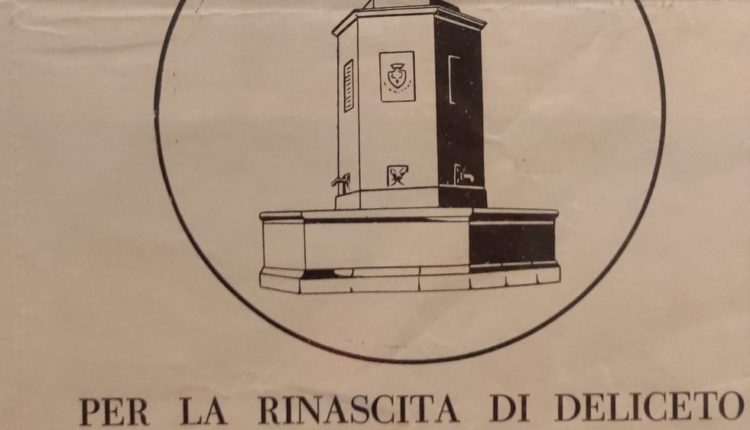 PER LA RINASCITA DI DELICETO